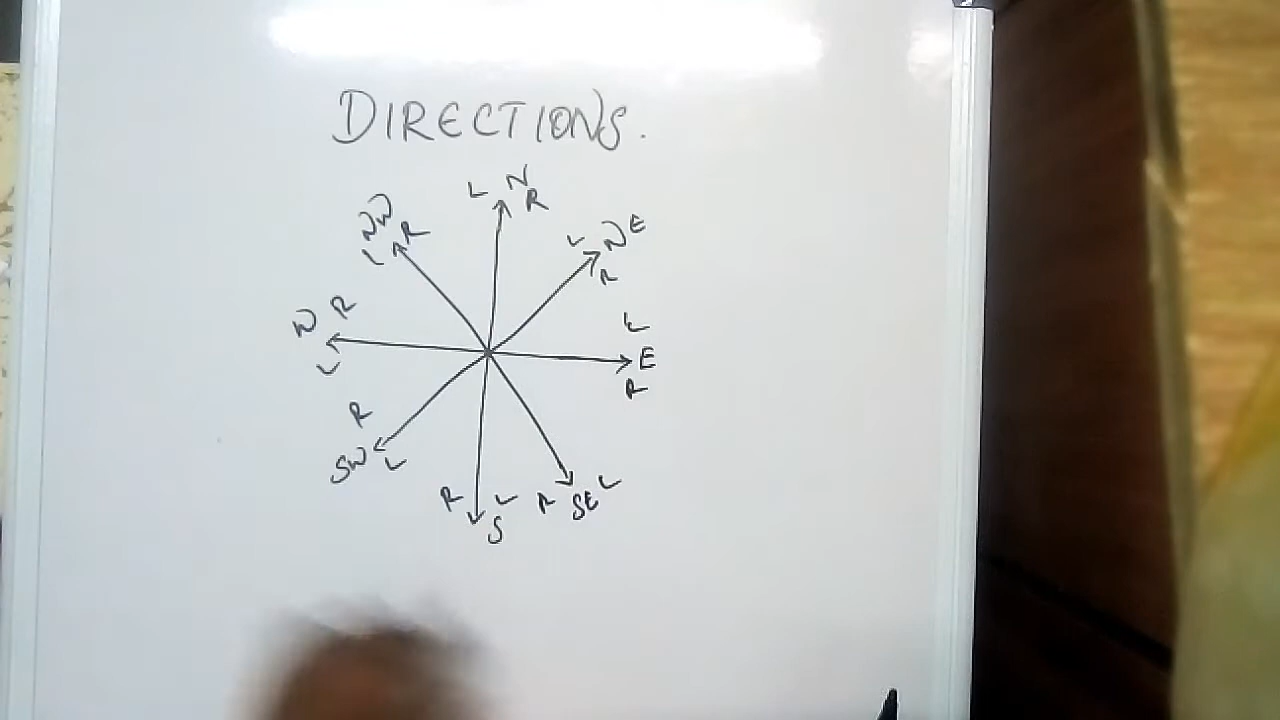 DIRECTIONS.
L N R
NW
L R
L NE
R
W R
L
L
E
R
R
SW L
R L
S
R SE L